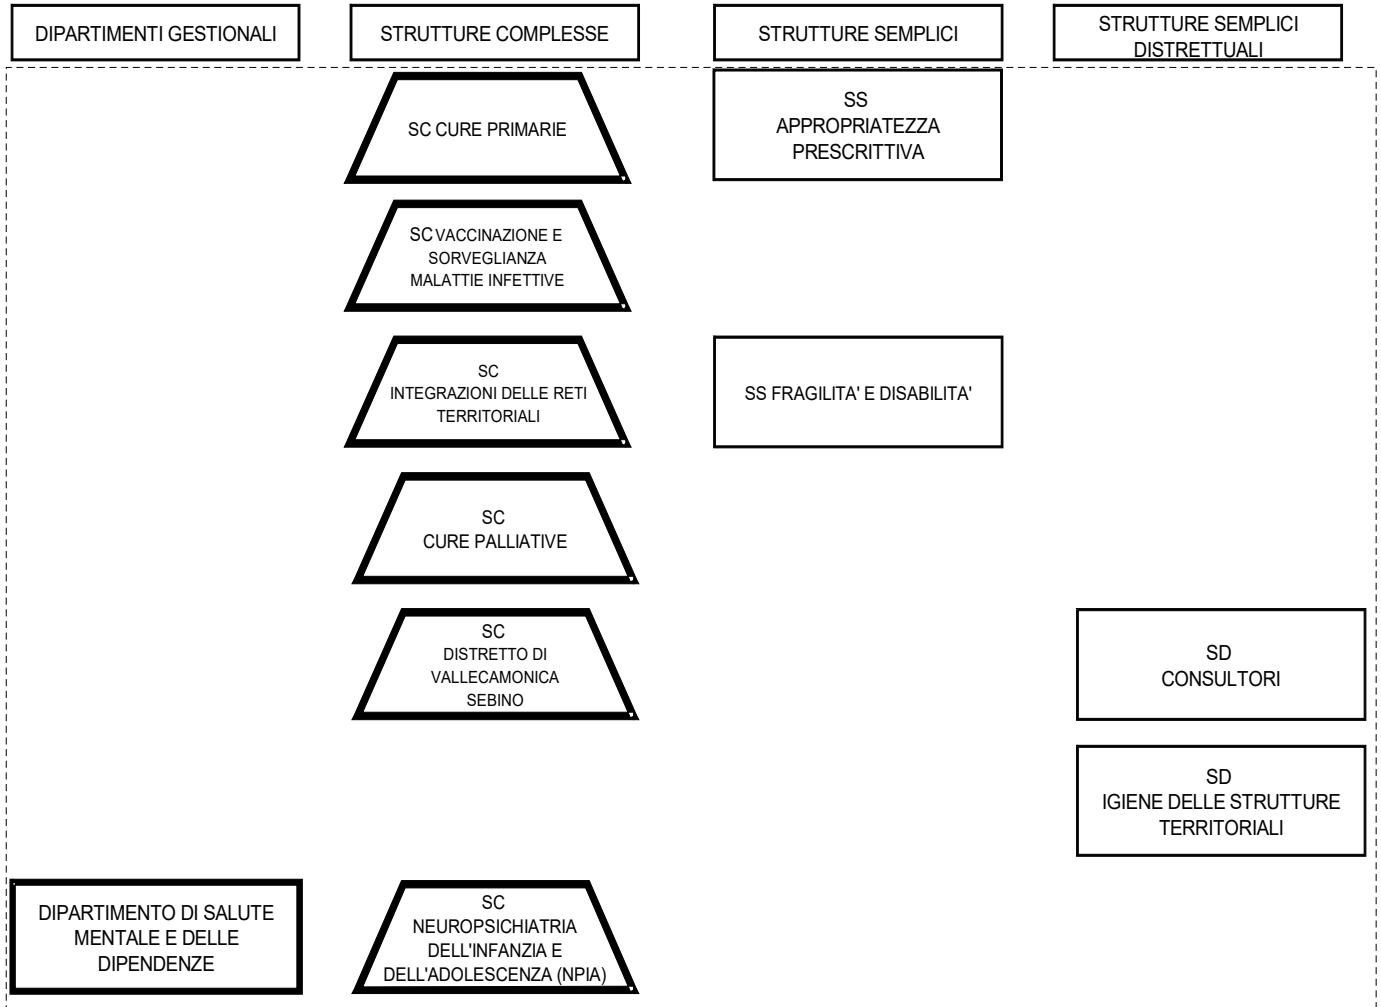 DIPARTIMENTI GESTIONALI
STRUTTURE COMPLESSE
STRUTTURE SEMPLICI
STRUTTURE SEMPLICI
DISTRETTUALI
SC CURE PRIMARIE
SS
APPROPRIATEZZA
PRESCRITTIVA
SC VACCINAZIONE E
SORVEGLIANZA
MALATTIE INFETTIVE
SC
INTEGRAZIONI DELLE RETI
TERRITORIALI
SS FRAGILITA' E DISABILITA'
SC
CURE PALLIATIVE
SC
DISTRETTO DI
VALLECAMONICA
SEBINO
SD
CONSULTORI
SD
IGIENE DELLE STRUTTURE
TERRITORIALI
DIPARTIMENTO DI SALUTE
MENTALE E DELLE
DIPENDENZE
SC
NEUROPSICHIATRIA
DELL'INFANZIA E
DELL'ADOLESCENZA (NPIA)